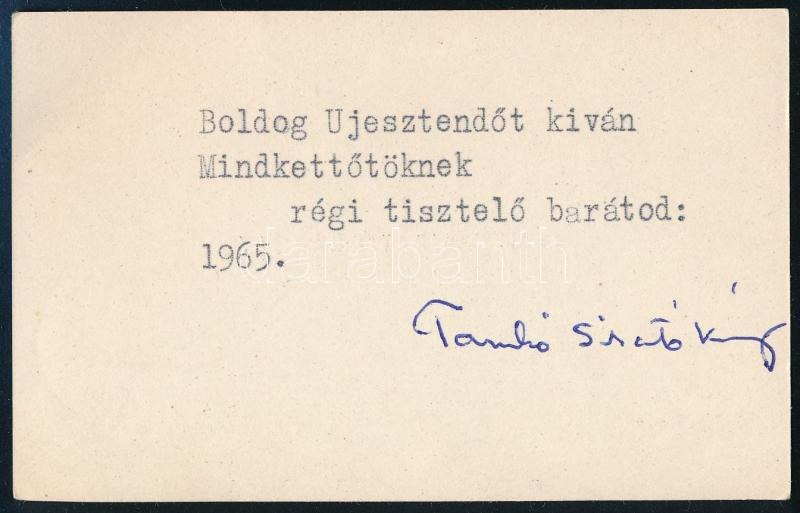 Boldog Ujesztendőt kiván
Mindkettőtöknek
régi tisztelő barátod:
1965.
darabanth
Tamkó Sirató K